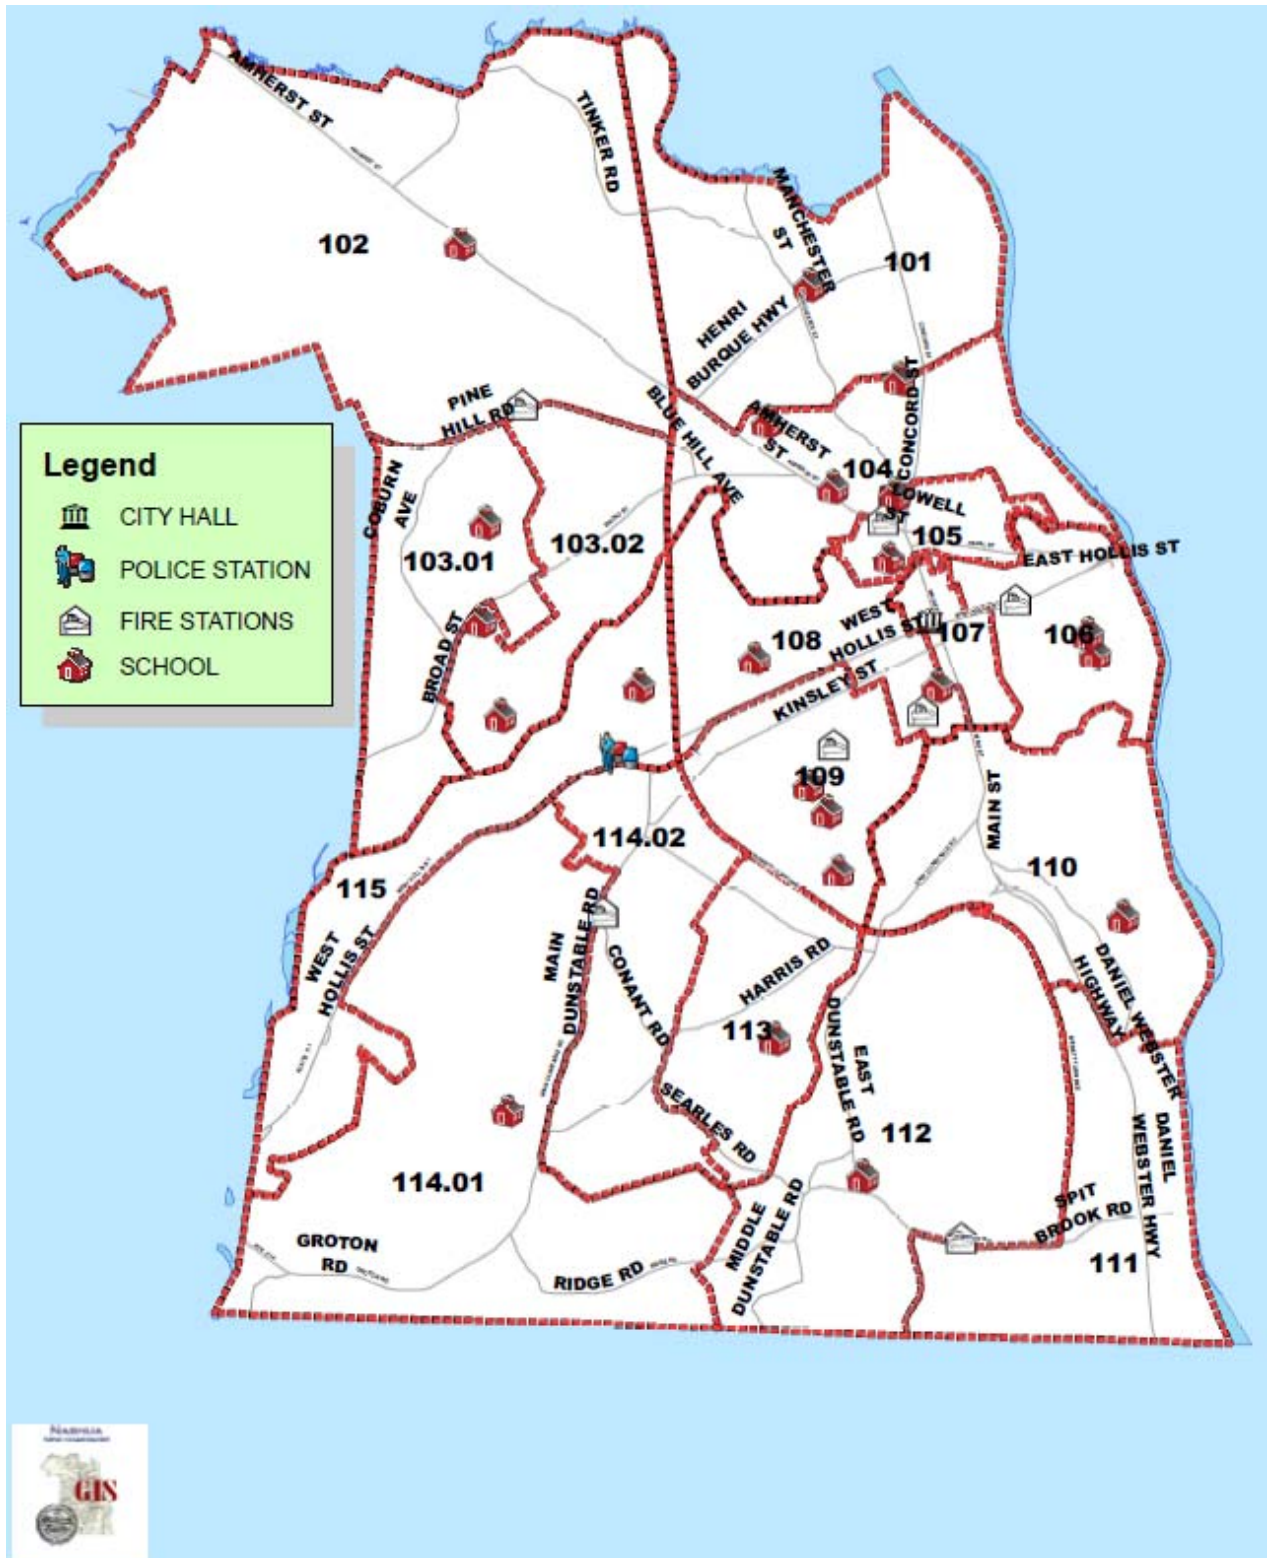 AMHERST ST
TINKER RD
MANCHESTER
ST
102
101
HENRI
BURQUE HWY
PINE
HILL RD
BLUE HILL AVE
AMHERST
ST
CONCORD ST
104
LOWELL
ST
105
EAST HOLLIS ST
COBURN
AVE
103.01
103.02
Legend
CITY HALL
POLICE STATION
FIRE STATIONS
SCHOOL
BROAD ST
108
WEST
HOLLIS ST
107
106
KINSLEY ST
109
MAIN ST
114.02
110
115
WEST
HOLLIS ST
MAIN
DUNSTABLE RD
CONANT RD
HARRIS RD
113
DANIEL WEBSTER
HIGHWAY
EAST
DUNSTABLE RD
SEARLES RD
112
DANIEL
WEBSTER HWY
114.01
SPIT
BROOK RD
111
GROTON
RD
RIDGE RD
MIDDLE
DUNSTABLE RD
NASHUA
GIS